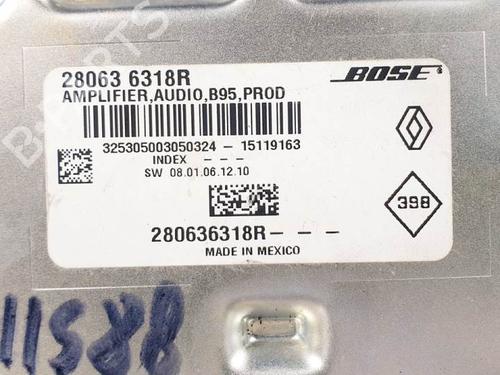 28063 6318R
BOSE
AMPLIFIER,AUDIO,B95,PROD
325305003050324 - 15119163
INDEX - - -
SW 08.01.06.12.10
398
280636318R- - -
MADE IN MEXICO
11588
B-PARTS